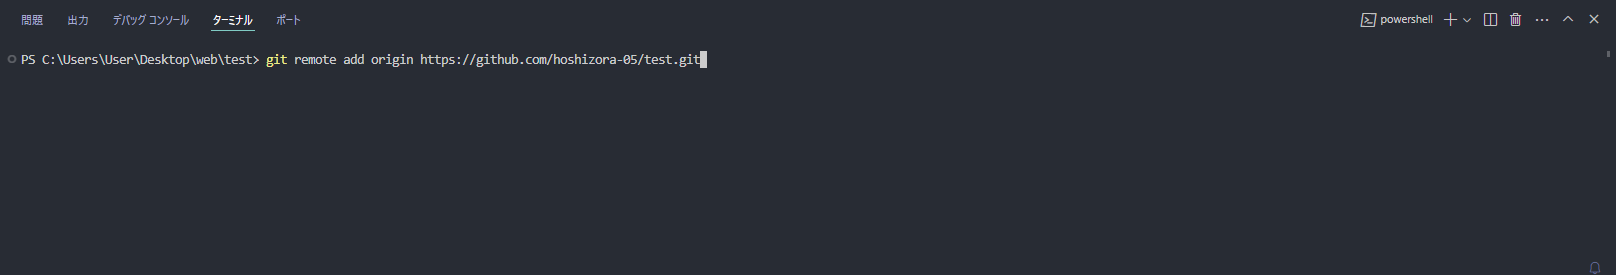 問題 出力 デバッグ コンソール ターミナル ポート powershell
PS C:\Users\User\Desktop\web\test> git remote add origin https://github.com/hoshizora-05/test.git